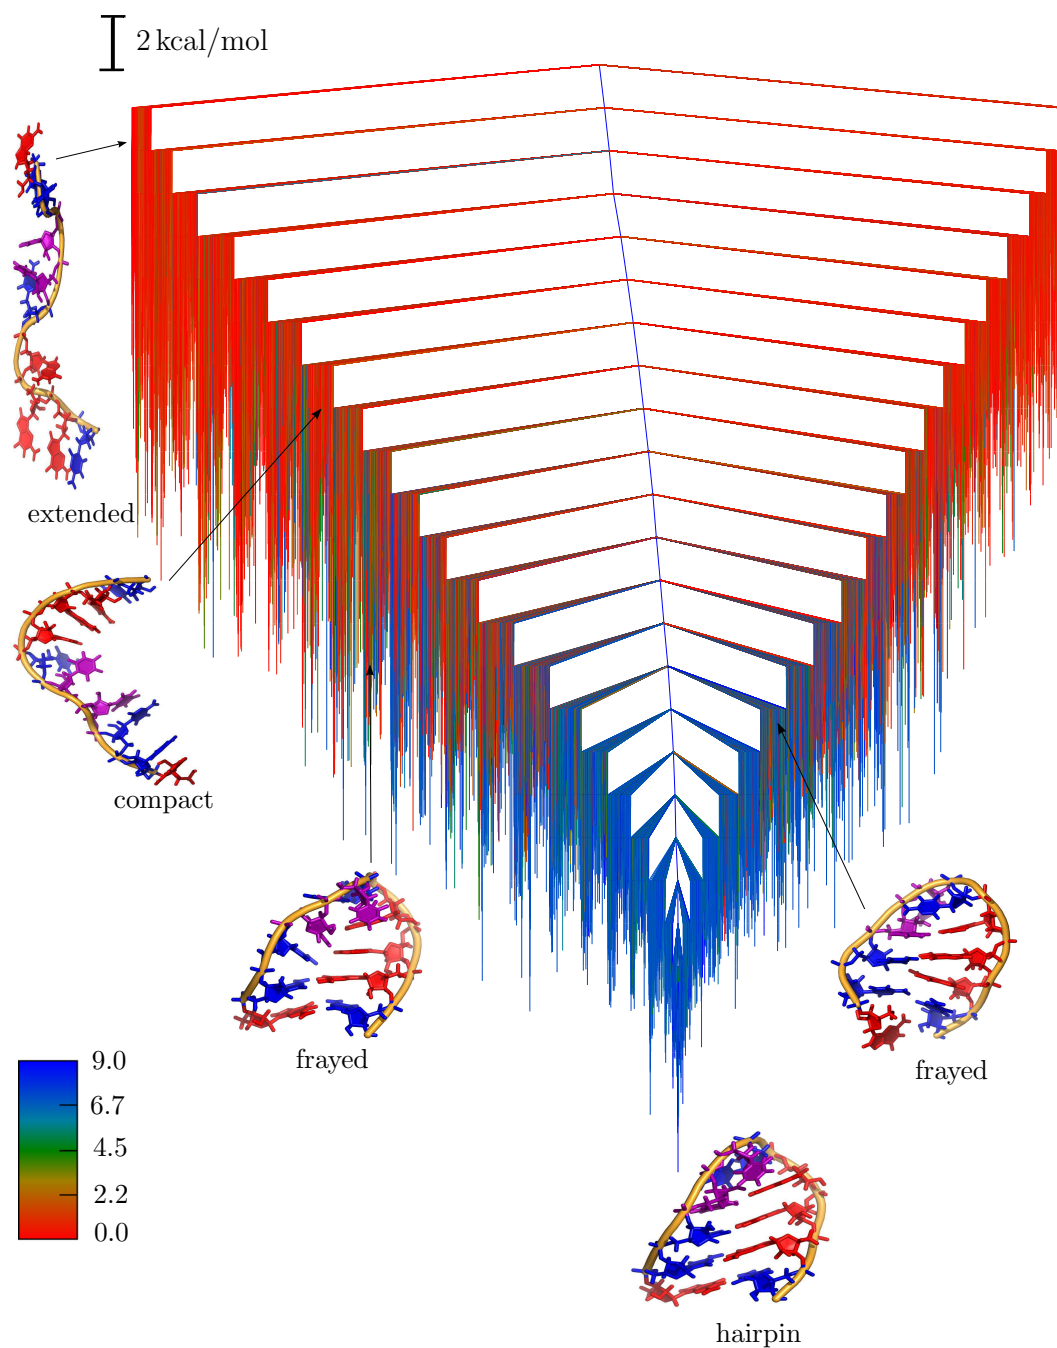 2 kcal/mol
extended
compact
frayed
frayed
9.0
6.7
4.5
2.2
0.0
hairpin